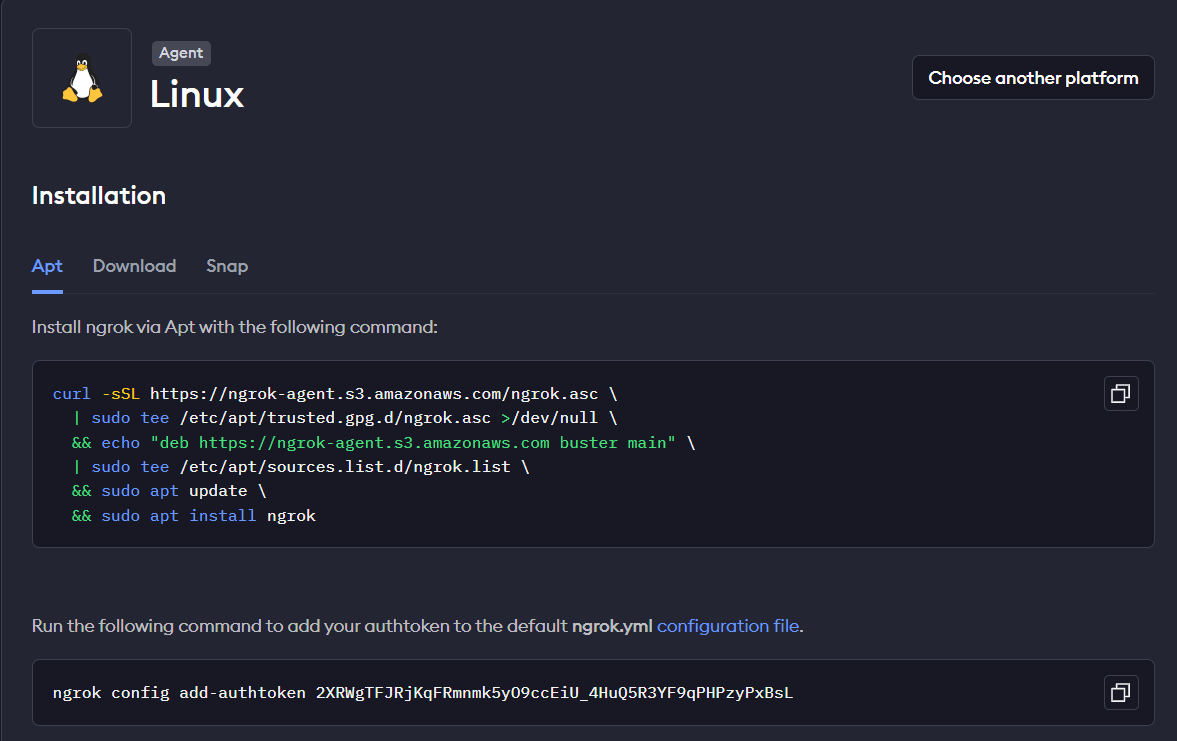 Agent
Linux
Choose another platform
Installation
Apt Download Snap
Install ngrok via Apt with the following command:
curl -sSL https://ngrok-agent.s3.amazonaws.com/ngrok.asc \
| sudo tee /etc/apt/trusted.gpg.d/ngrok.asc >/dev/null \
&& echo "deb https://ngrok-agent.s3.amazonaws.com buster main" \
| sudo tee /etc/apt/sources.list.d/ngrok.list \
&& sudo apt update \
&& sudo apt install ngrok
Run the following command to add your authtoken to the default ngrok.yml configuration file.
ngrok config add-authtoken 2XRWgTFJRjKqFRmnmk5yO9ccEiU_4HuQ5R3YF9qPHPzyPxBsL